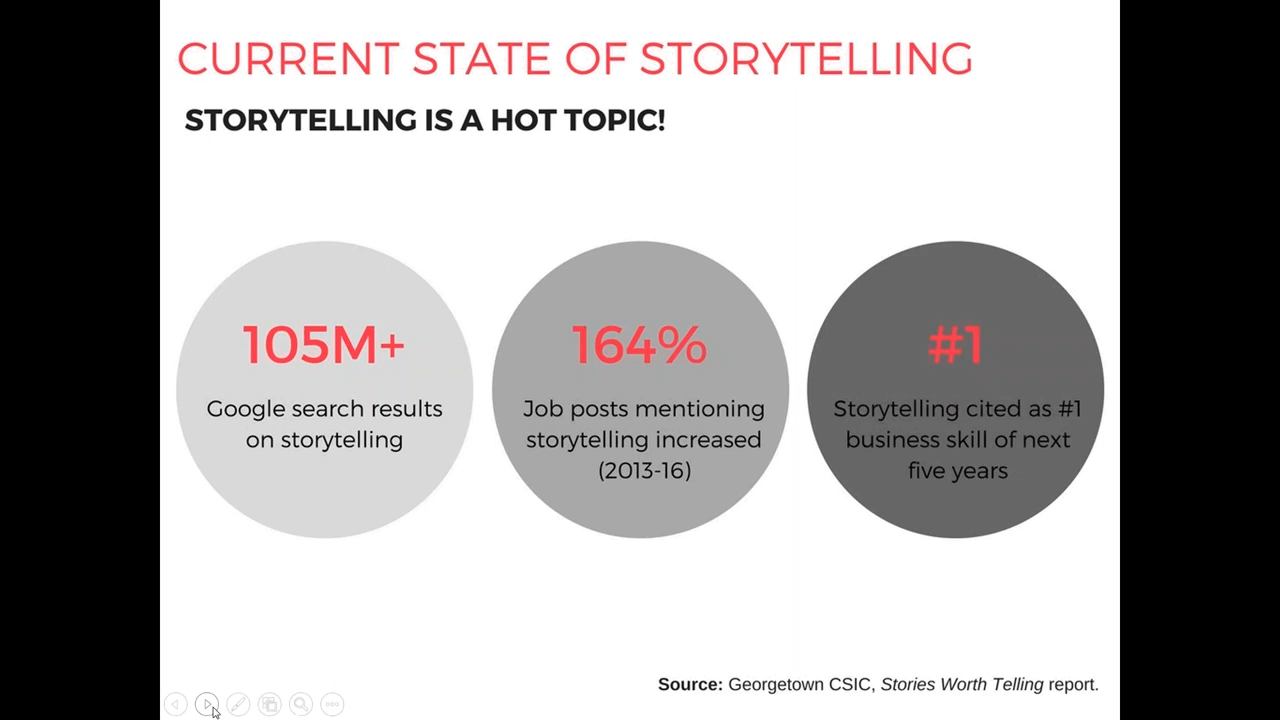 CURRENT STATE OF STORYTELLING
STORYTELLING IS A HOT TOPIC!
105M+
Google search results
on storytelling
164%
Job posts mentioning
storytelling increased
(2013-16)
#1
Storytelling cited as #1
business skill of next
five years
Source: Georgetown CSIC, Stories Worth Telling report.